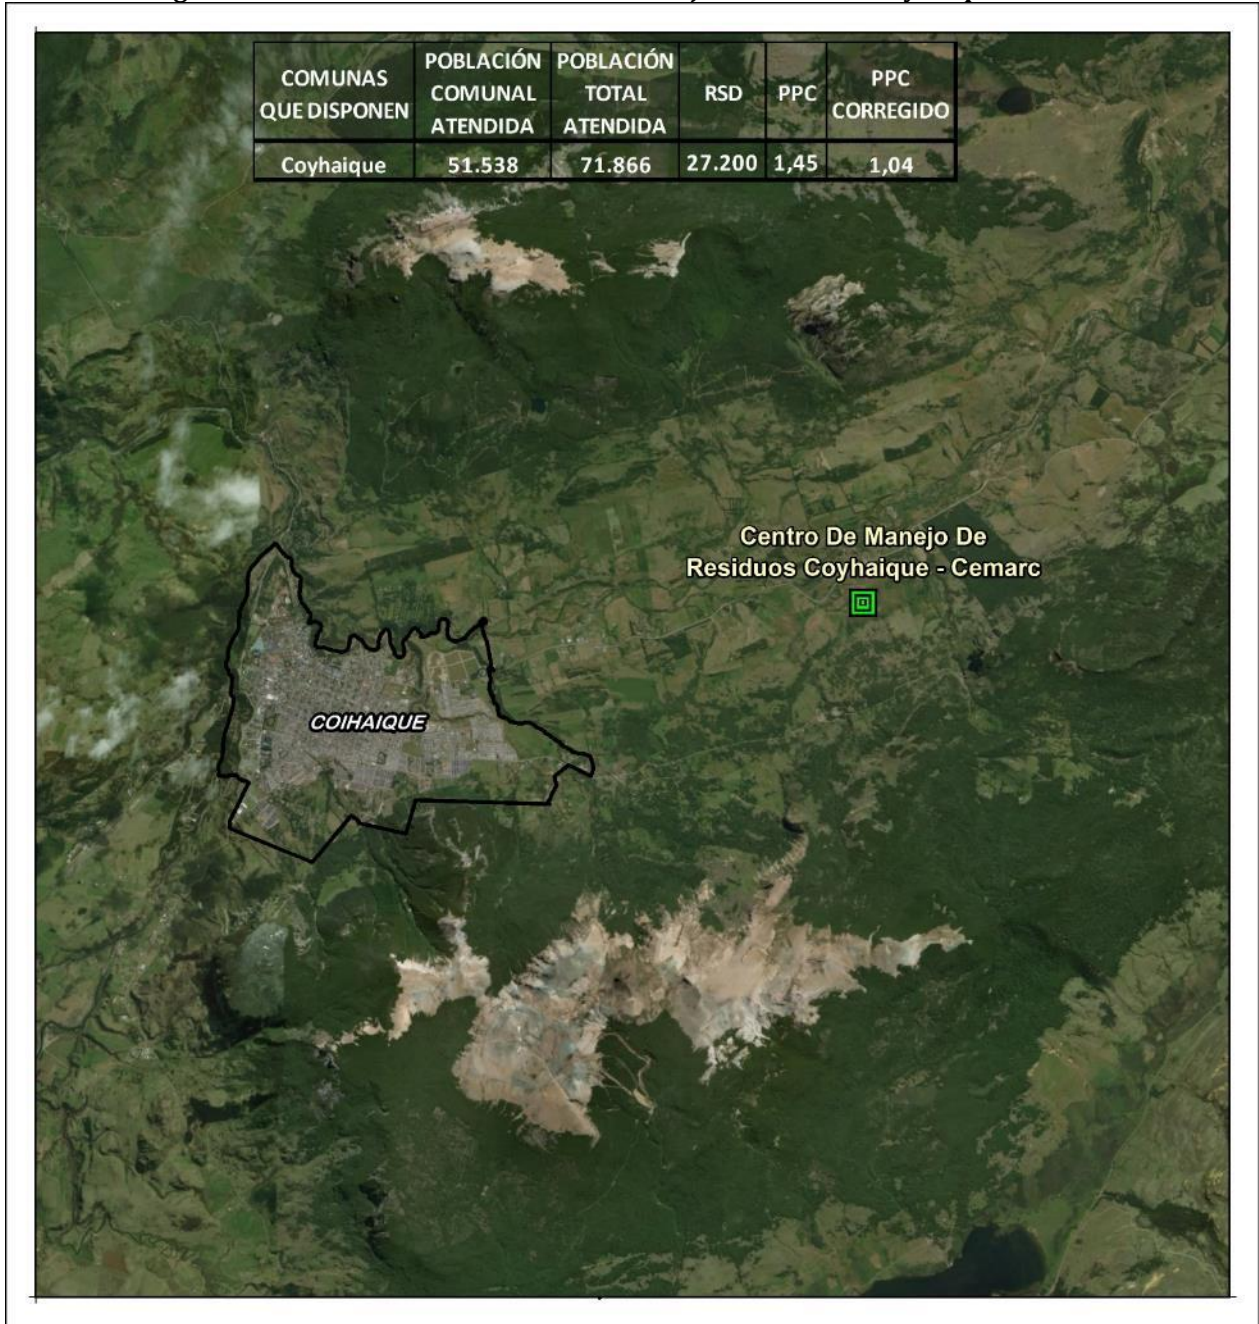 COMUNAS QUE DISPONEN POBLACIÓN COMUNAL ATENDIDA POBLACIÓN TOTAL ATENDIDA RSD PPC PPC CORREGIDO
Coyhaique 51.538 71.866 27.200 1,45 1,04
Centro De Manejo De
Residuos Coyhaique - Cemarc
COIHAIQUE